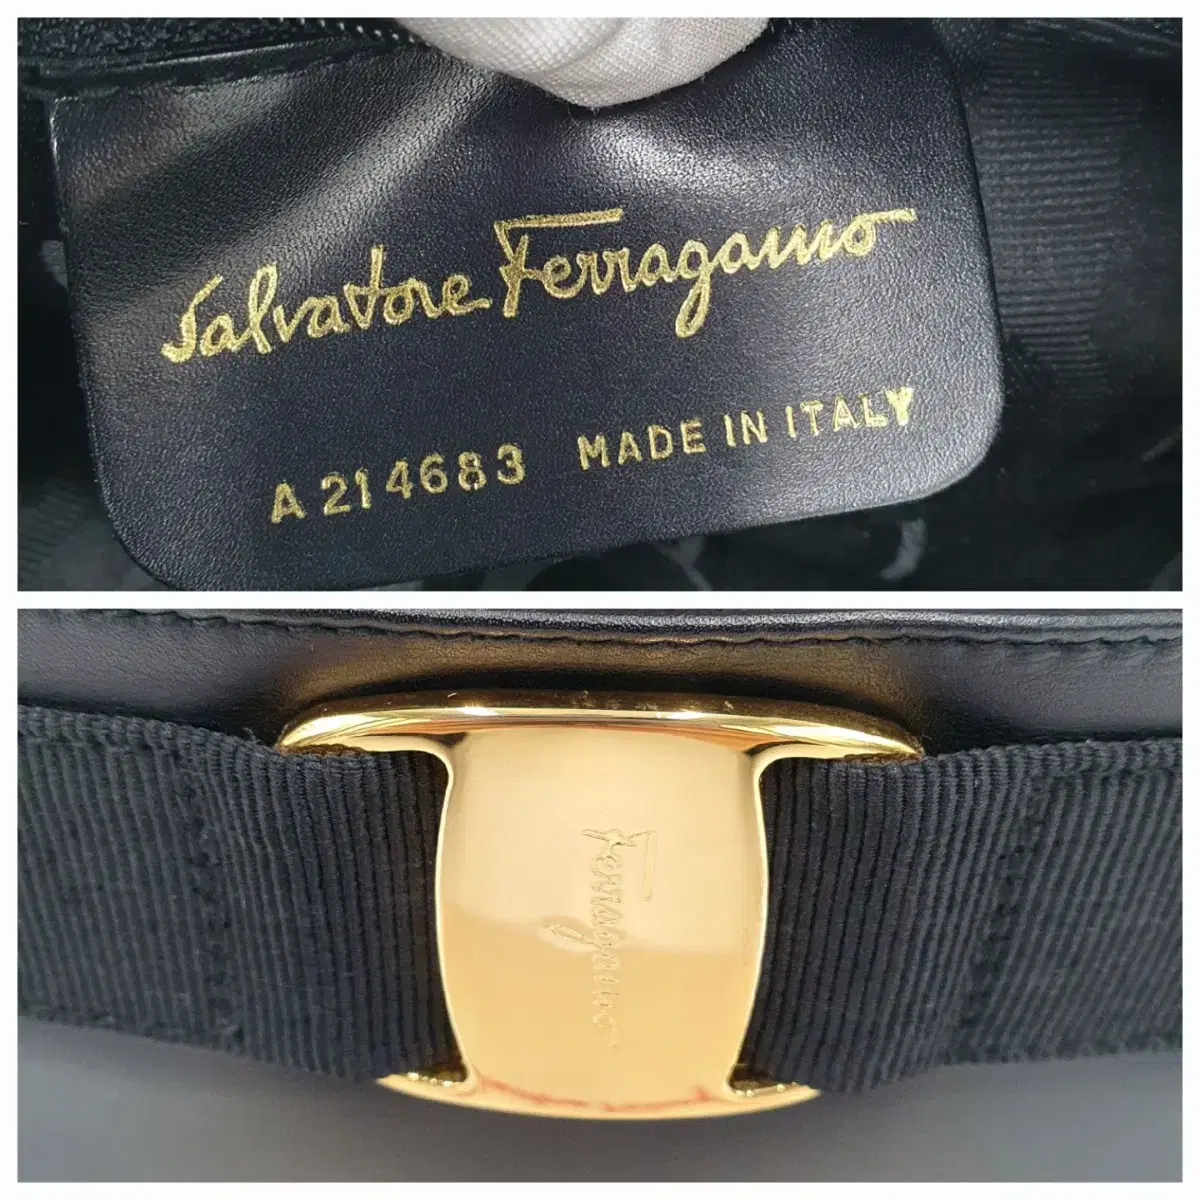 Salvatore Ferragamo
A 214683 MADE IN ITALY
Ferragamo